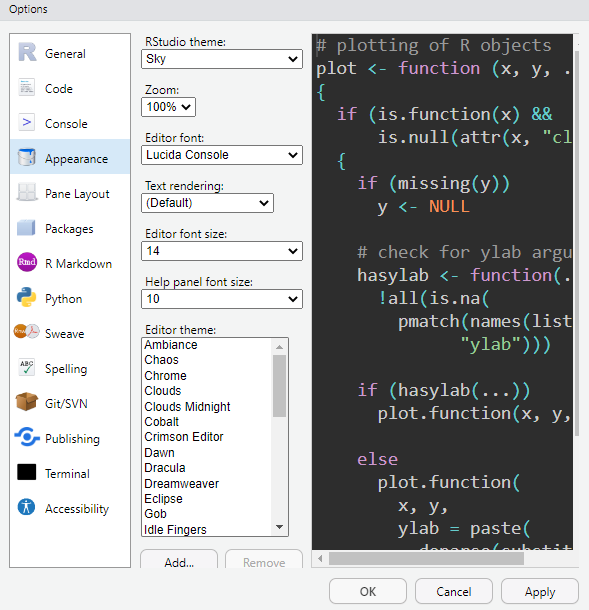 Options
General
Code
Console
Appearance
Pane Layout
Packages
R Markdown
Python
Sweave
Spelling
Git/SVN
Publishing
Terminal
Accessibility
RStudio theme:
Sky
Zoom:
100%
Editor font:
Lucida Console
Text rendering:
(Default)
Editor font size:
14
Help panel font size:
10
Editor theme:
Ambiance
Chaos
Chrome
Clouds
Clouds Midnight
Cobalt
Crimson Editor
Dawn
Dracula
Dreamweaver
Eclipse
Gob
Idle Fingers
Add...
Remove
# plotting of R objects
plot <- function (x, y, .
{
if (is.function(x) &&
is.null(attr(x, "cl
{
if (missing(y))
y <- NULL
# check for ylab argu
hasylab <- function(.
!all(is.na(
pmatch(names(list
"ylab")))
if (hasylab(...))
plot.function(x, y,
else
plot.function(
x, y,
ylab = paste(
deparse(substit
OK
Cancel
Apply